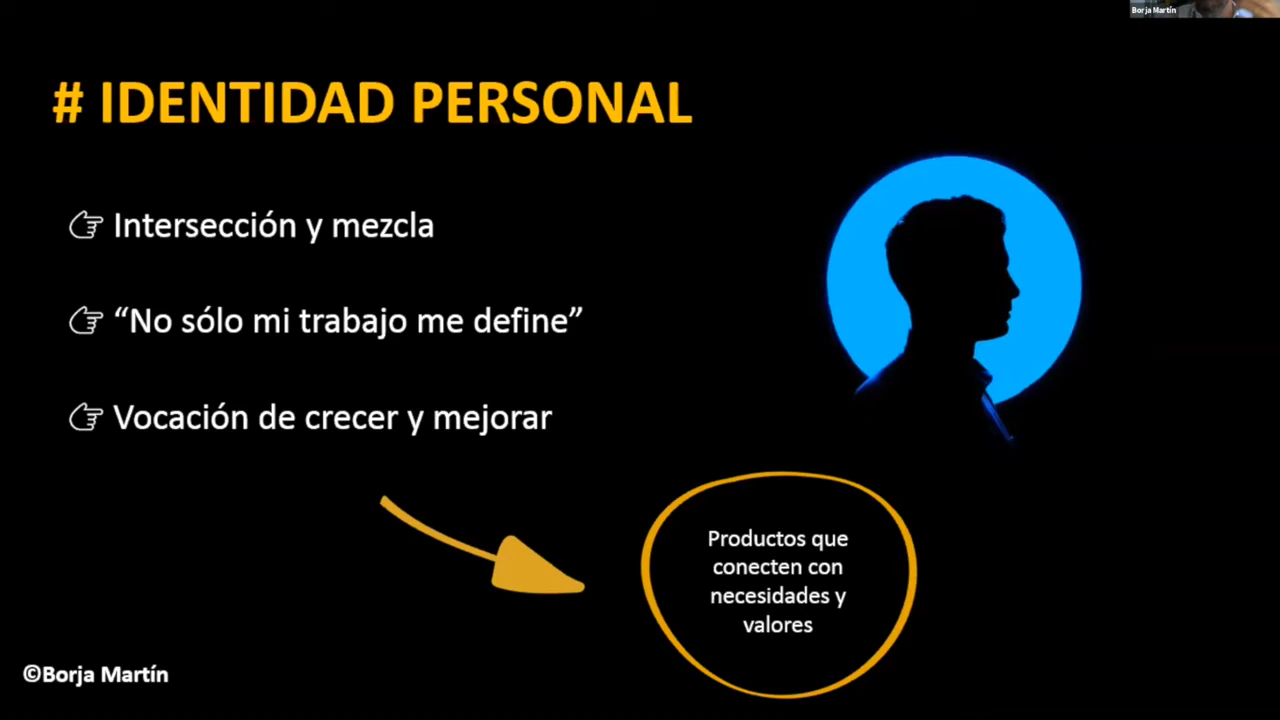 Borja Martín
# IDENTIDAD PERSONAL
Intersección y mezcla
“No sólo mi trabajo me define”
Vocación de crecer y mejorar
Productos que
conecten con
necesidades y
valores
©Borja Martín